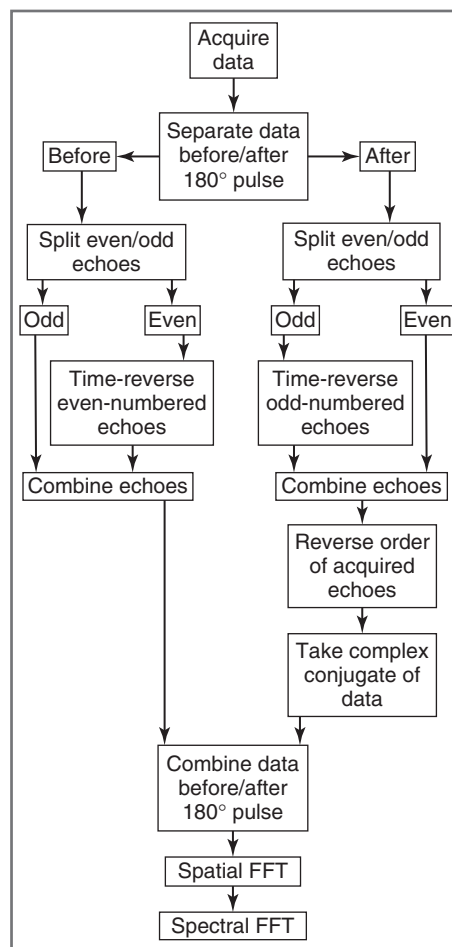 Acquire
data
Separate data
before/after
180° pulse
Before
After
Split even/odd
echoes
Split even/odd
echoes
Odd
Even
Odd
Even
Time-reverse
even-numbered
echoes
Time-reverse
odd-numbered
echoes
Combine echoes
Combine echoes
Reverse order
of acquired
echoes
Take complex
conjugate of
data
Combine data
before/after
180° pulse
Spatial FFT
Spectral FFT